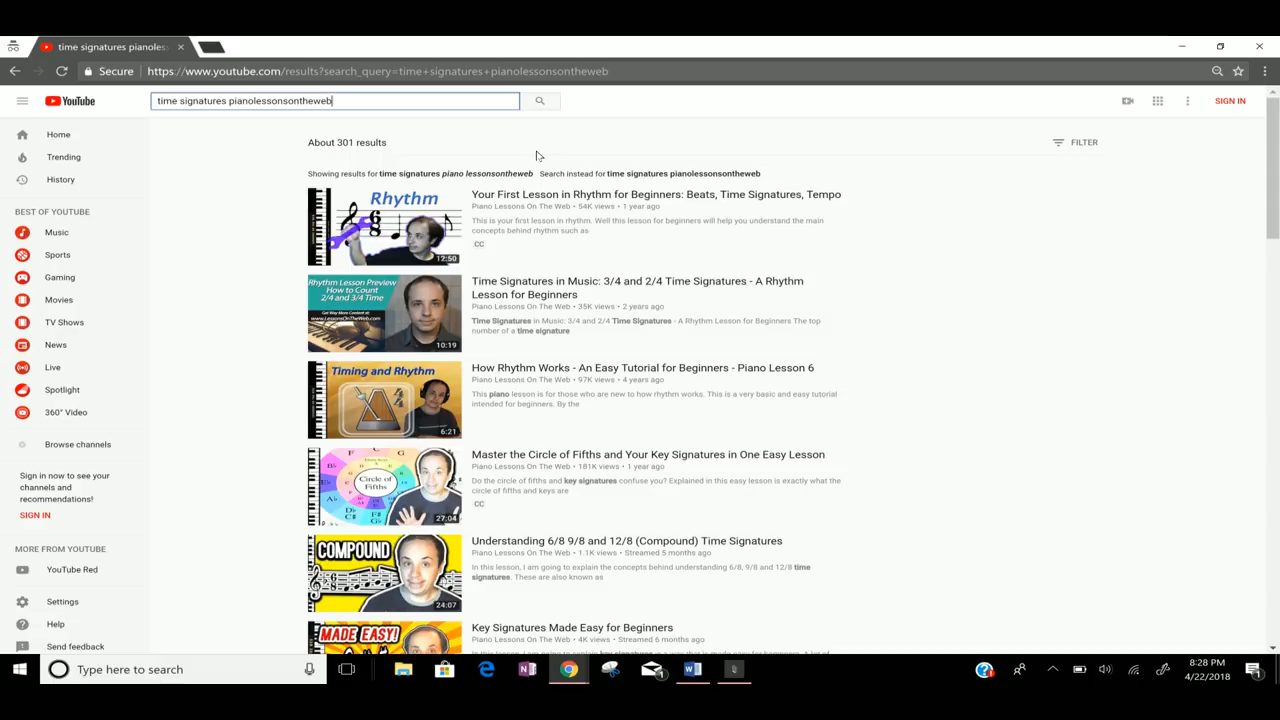 time signatures pianoles
Secure https://www.youtube.com/results?search_query=time+signatures+pianolessonsontheweb
YouTube
time signatures pianolessonsontheweb
SIGN IN
Home
Trending
History
BEST OF YOUTUBE
Music
Sports
Gaming
Movies
TV Shows
News
Live
Spotlight
360° Video
Browse channels
Sign in now to see your
channels and
recommendations!
SIGN IN
MORE FROM YOUTUBE
YouTube Red
Settings
Help
Send feedback
About 301 results
FILTER
Showing results for time signatures piano lessonsontheweb Search instead for time signatures pianolessonsontheweb
Rhythm
12:50
Your First Lesson in Rhythm for Beginners: Beats, Time Signatures, Tempo
Piano Lessons On The Web • 54K views • 1 year ago
This is your first lesson in rhythm. Well this lesson for beginners will help you understand the main
concepts behind rhythm such as
CC
Rhythm Lesson Preview
How to Count
2/4 and 3/4 Time
10:19
Time Signatures in Music: 3/4 and 2/4 Time Signatures - A Rhythm
Lesson for Beginners
Piano Lessons On The Web • 35K views • 2 years ago
Time Signatures in Music: 3/4 and 2/4 Time Signatures - A Rhythm Lesson for Beginners The top
number of a time signature
Timing and Rhythm
6:21
How Rhythm Works - An Easy Tutorial for Beginners - Piano Lesson 6
Piano Lessons On The Web • 97K views • 4 years ago
This piano lesson is for those who are new to how rhythm works. This is a very basic and easy tutorial
intended for beginners. By the
Circle of
Fifths
27:04
Master the Circle of Fifths and Your Key Signatures in One Easy Lesson
Piano Lessons On The Web • 181K views • 1 year ago
Do the circle of fifths and key signatures confuse you? Explained in this easy lesson is exactly what the
circle of fifths and keys are
CC
COMPOUND
24:07
Understanding 6/8 9/8 and 12/8 (Compound) Time Signatures
Piano Lessons On The Web • 1.1K views • Streamed 5 months ago
In this lesson, I am going to explain the concepts behind understanding 6/8, 9/8 and 12/8 time
signatures. These are also known as
MADE EASY!
Key Signatures Made Easy for Beginners
Piano Lessons On The Web • 4K views • Streamed 6 months ago
Type here to search
8:28 PM
4/22/2018